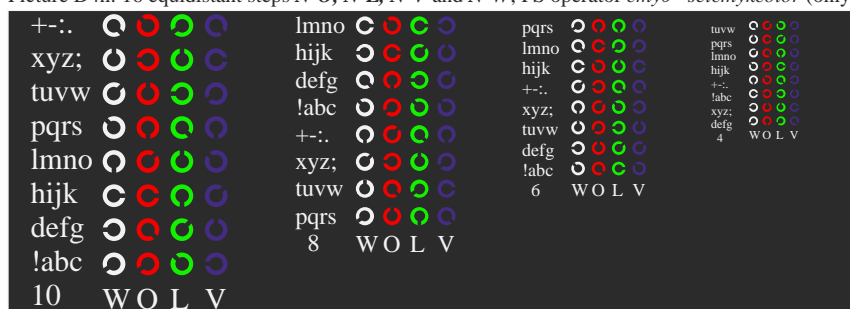 +-:.
xyz;
tuvw
pqrs
lmno
hijk
defg
!abc
10 W O L V
lmno
hijk
defg
!abc
+-:.
xyz;
tuvw
pqrs
8 W O L V
pqrs
lmno
hijk
+-:.
xyz;
tuvw
defg
!abc
6 W O L V
tuvw
pqrs
lmno
hijk
+-:.
!abc
xyz;
defg
4 W O L V